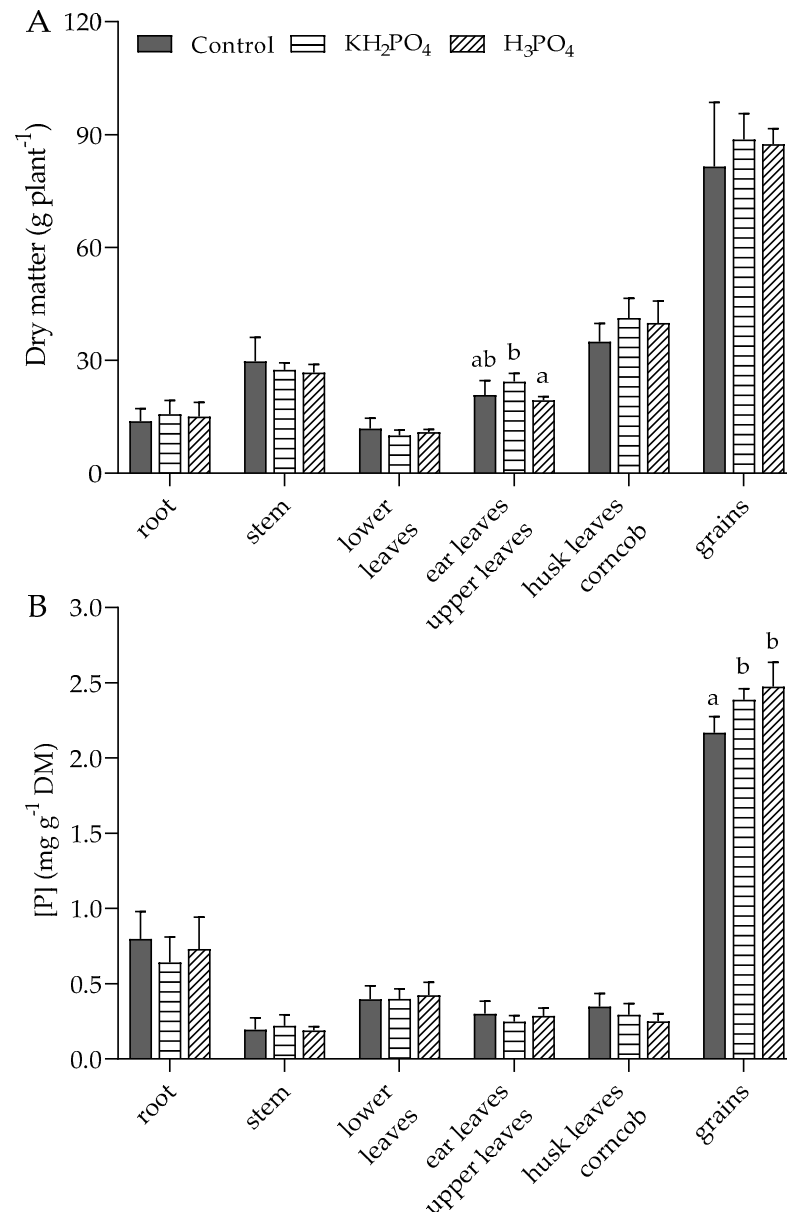 A
Control KH₂PO₄ H₃PO₄
Dry matter (g plant⁻¹)
120
90
60
30
0
ab b a
root
stem
lower
leaves
ear leaves
upper leaves
husk leaves
corncob
grains
B
[P] (mg g⁻¹ DM)
3.0
2.5
2.0
1.5
1.0
0.5
0.0
a b b
root
stem
lower
leaves
ear leaves
upper leaves
husk leaves
corncob
grains